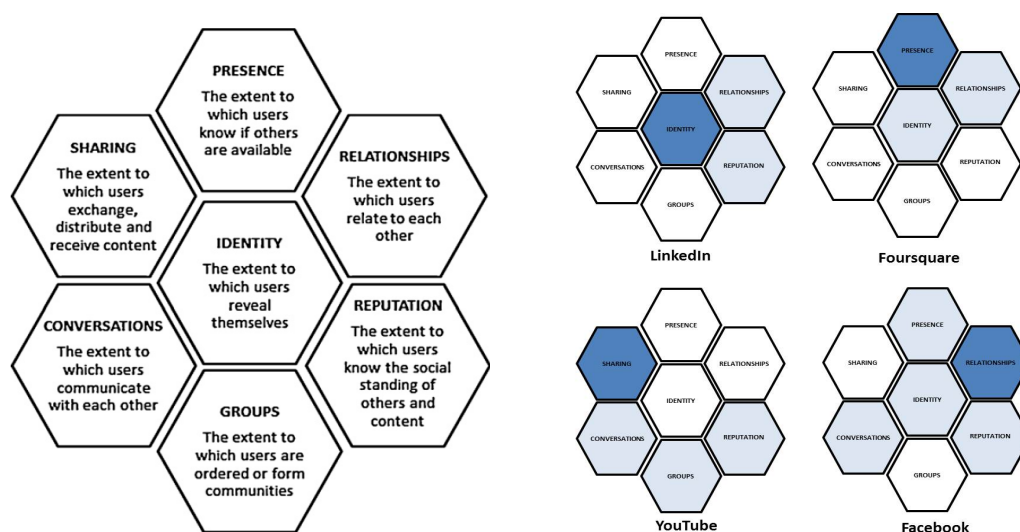 PRESENCE
The extent to
which users
know if others
are available
SHARING
The extent to
which users
exchange,
distribute and
receive content
RELATIONSHIPS
The extent to
which users
relate to each
other
IDENTITY
The extent to
which users
reveal
themselves
CONVERSATIONS
The extent to
which users
communicate
with each other
REPUTATION
The extent to
which users
know the social
standing of
others and
content
GROUPS
The extent to
which users are
ordered or form
communities
PRESENCE
SHARING
RELATIONSHIPS
IDENTITY
CONVERSATIONS
REPUTATION
GROUPS
LinkedIn
PRESENCE
SHARING
RELATIONSHIPS
IDENTITY
CONVERSATIONS
REPUTATION
GROUPS
Foursquare
PRESENCE
SHARING
RELATIONSHIPS
IDENTITY
CONVERSATIONS
REPUTATION
GROUPS
YouTube
PRESENCE
SHARING
RELATIONSHIPS
IDENTITY
CONVERSATIONS
REPUTATION
GROUPS
Facebook